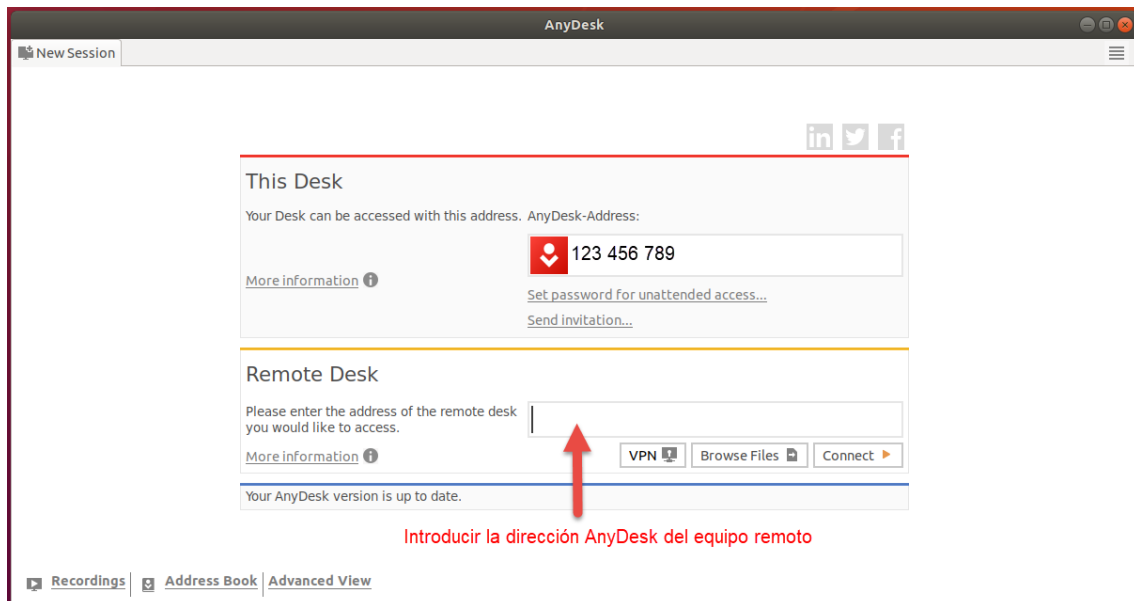 AnyDesk
New Session
in
This Desk
Your Desk can be accessed with this address.
AnyDesk-Address:
123 456 789
More information
Set password for unattended access...
Send invitation...
Remote Desk
Please enter the address of the remote desk
you would like to access.
More information
VPN
Browse Files
Connect
Your AnyDesk version is up to date.
Introducir la dirección AnyDesk del equipo remoto
Recordings
Address Book
Advanced View